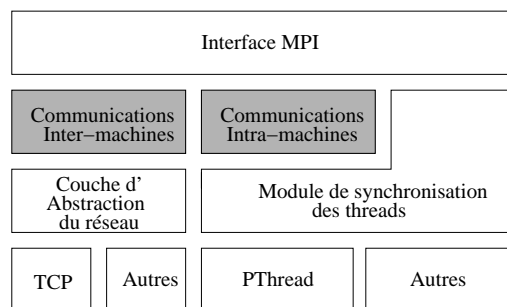 Interface MPI
Communications
Inter−machines
Communications
Intra−machines
Couche d'
Abstraction
du réseau
Module de synchronisation
des threads
TCP
Autres
PThread
Autres